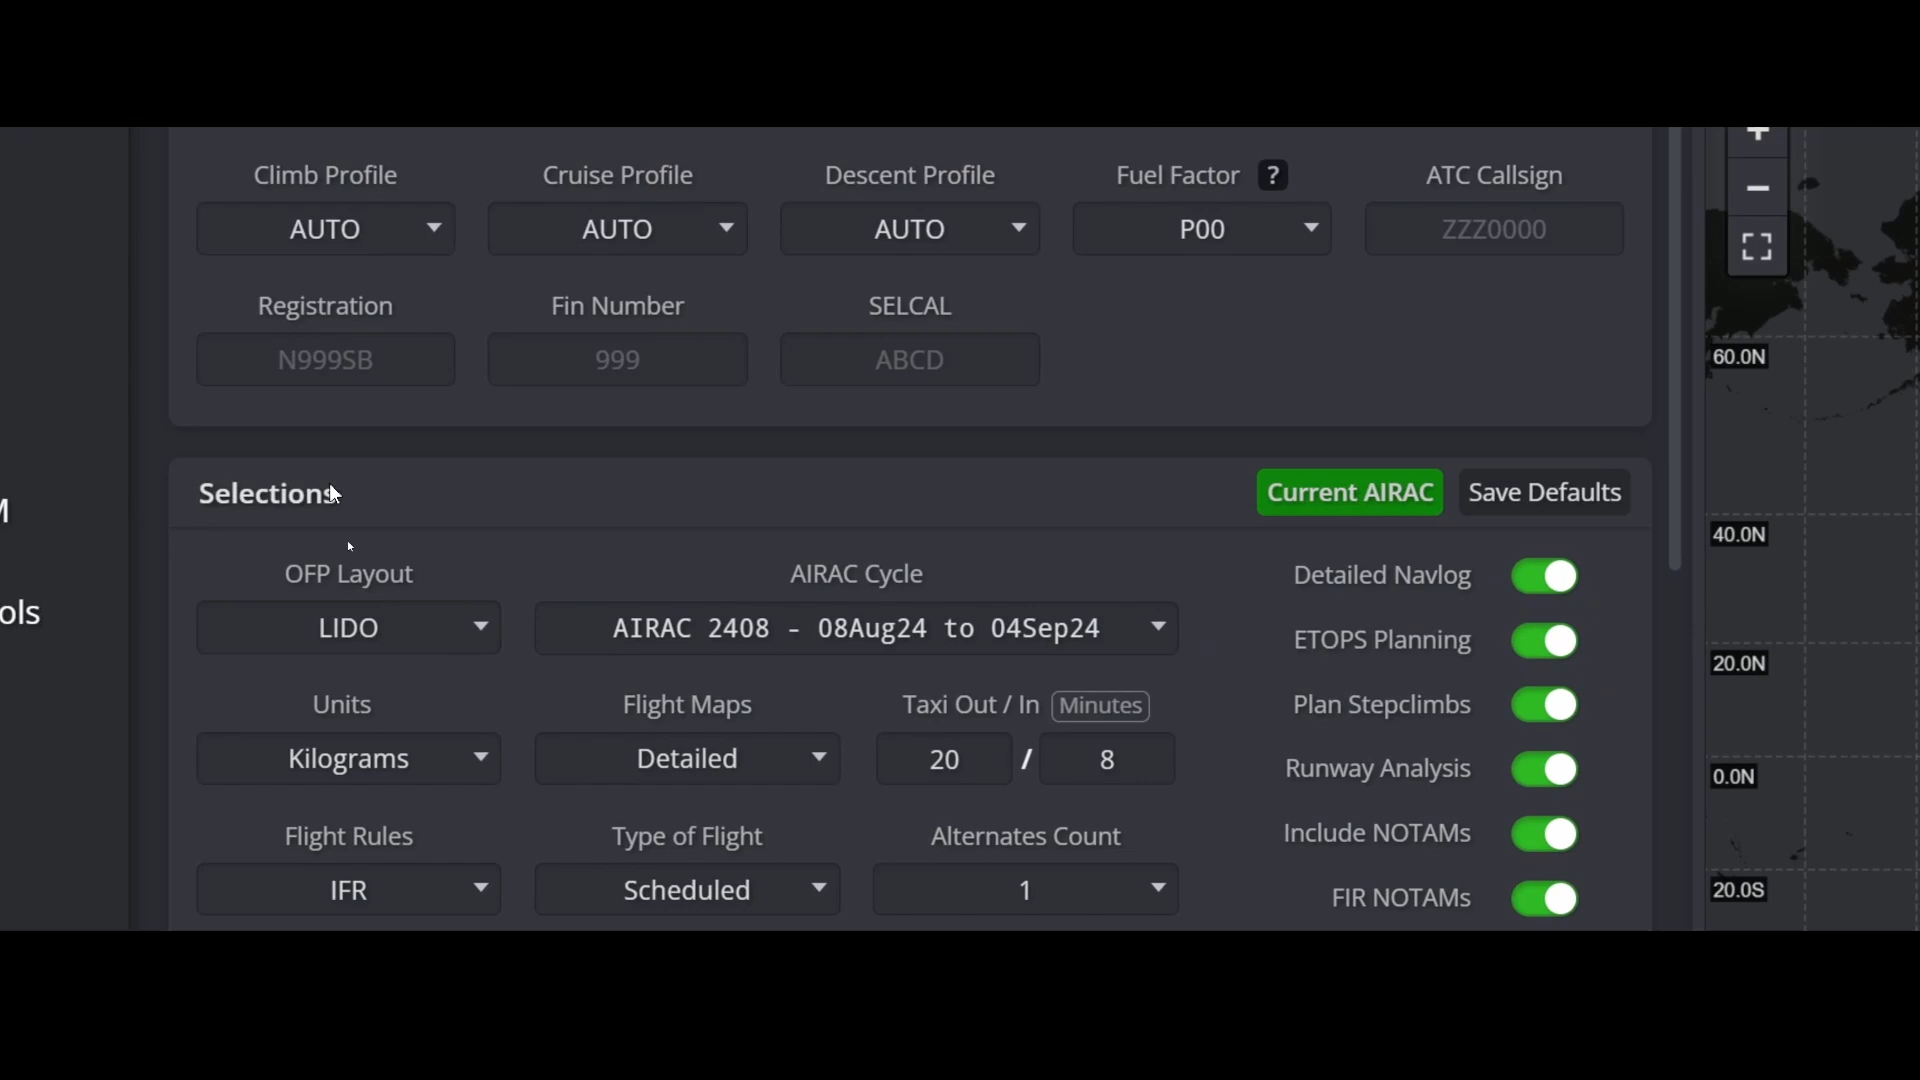 Climb Profile Cruise Profile Descent Profile Fuel Factor ? ATC Callsign
AUTO AUTO AUTO P00 ZZZ0000
Registration Fin Number SELCAL
N999SB 999 ABCD
Selections Current AIRAC Save Defaults
OFP Layout AIRAC Cycle Detailed Navlog
LIDO AIRAC 2408 - 08Aug24 to 04Sep24
ETOPS Planning
Units Flight Maps Taxi Out / In Minutes Plan Stepclimbs
Kilograms Detailed 20 / 8 Runway Analysis
Flight Rules Type of Flight Alternates Count Include NOTAMs
IFR Scheduled 1 FIR NOTAMs
M
ols
+
−
60.0N
40.0N
20.0N
0.0N
20.0S